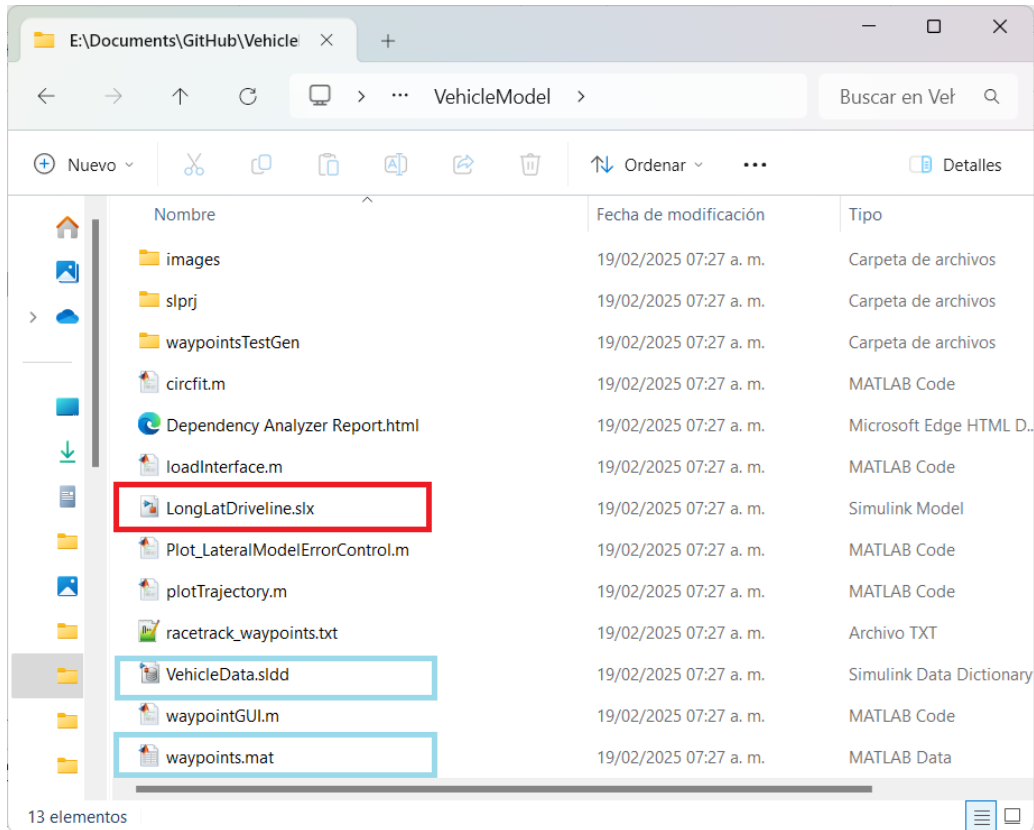 E:\Documents\GitHub\Vehicle
VehicleModel
Buscar en Veh
Nuevo
Ordenar
Detalles
Nombre Fecha de modificación Tipo
images 19/02/2025 07:27 a. m. Carpeta de archivos
slprj 19/02/2025 07:27 a. m. Carpeta de archivos
waypointsTestGen 19/02/2025 07:27 a. m. Carpeta de archivos
circfit.m 19/02/2025 07:27 a. m. MATLAB Code
Dependency Analyzer Report.html 19/02/2025 07:27 a. m. Microsoft Edge HTML D...
loadInterface.m 19/02/2025 07:27 a. m. MATLAB Code
LongLatDriveline.slx 19/02/2025 07:27 a. m. Simulink Model
Plot_LateralModelErrorControl.m 19/02/2025 07:27 a. m. MATLAB Code
plotTrajectory.m 19/02/2025 07:27 a. m. MATLAB Code
racetrack_waypoints.txt 19/02/2025 07:27 a. m. Archivo TXT
VehicleData.sldd 19/02/2025 07:27 a. m. Simulink Data Dictionary
waypointGUI.m 19/02/2025 07:27 a. m. MATLAB Code
waypoints.mat 19/02/2025 07:27 a. m. MATLAB Data
13 elementos